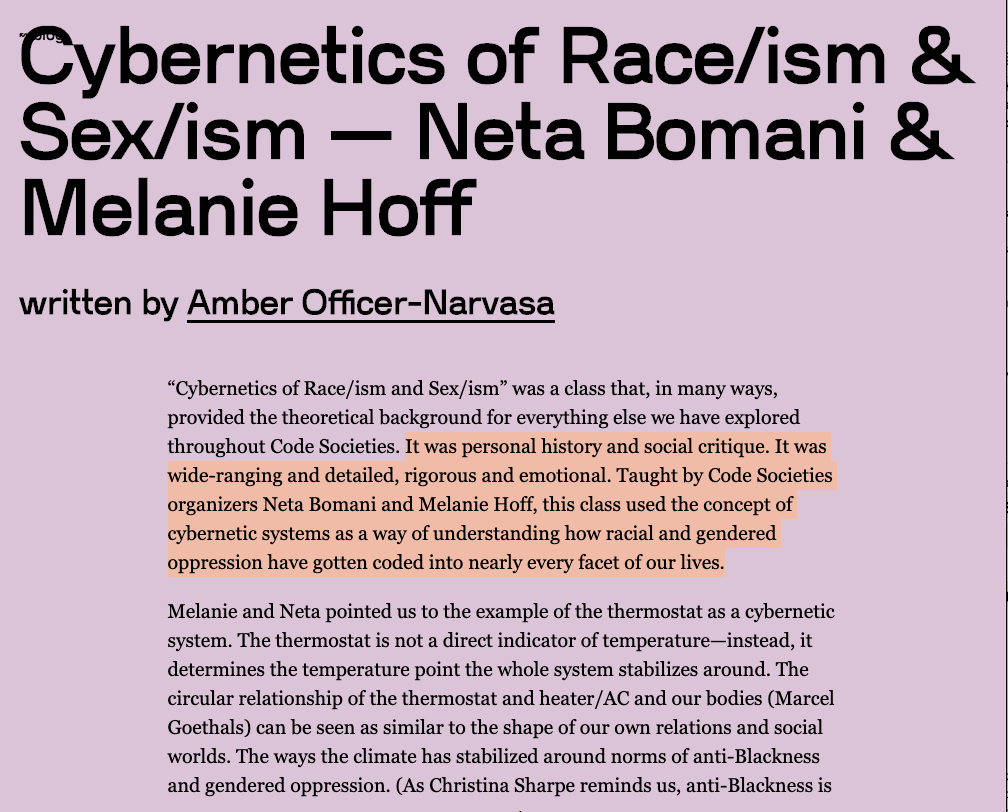 Cybernetics of Race/ism &
Sex/ism — Neta Bomani &
Melanie Hoff
written by Amber Officer-Narvasa
“Cybernetics of Race/ism and Sex/ism” was a class that, in many ways,
provided the theoretical background for everything else we have explored
throughout Code Societies. It was personal history and social critique. It was
wide-ranging and detailed, rigorous and emotional. Taught by Code Societies
organizers Neta Bomani and Melanie Hoff, this class used the concept of
cybernetic systems as a way of understanding how racial and gendered
oppression have gotten coded into nearly every facet of our lives.
Melanie and Neta pointed us to the example of the thermostat as a cybernetic
system. The thermostat is not a direct indicator of temperature—instead, it
determines the temperature point the whole system stabilizes around. The
circular relationship of the thermostat and heater/AC and our bodies (Marcel
Goethals) can be seen as similar to the shape of our own relations and social
worlds. The ways the climate has stabilized around norms of anti-Blackness
and gendered oppression. (As Christina Sharpe reminds us, anti-Blackness is